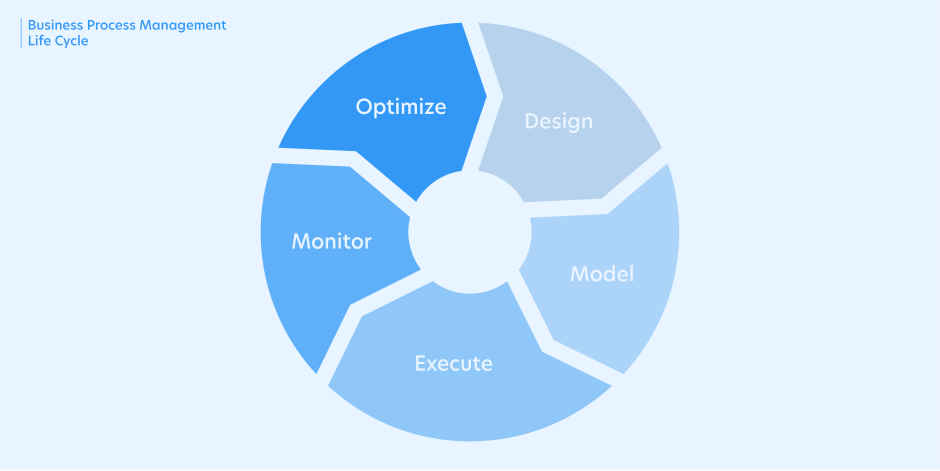 Business Process Management
Life Cycle
Optimize
Design
Monitor
Model
Execute